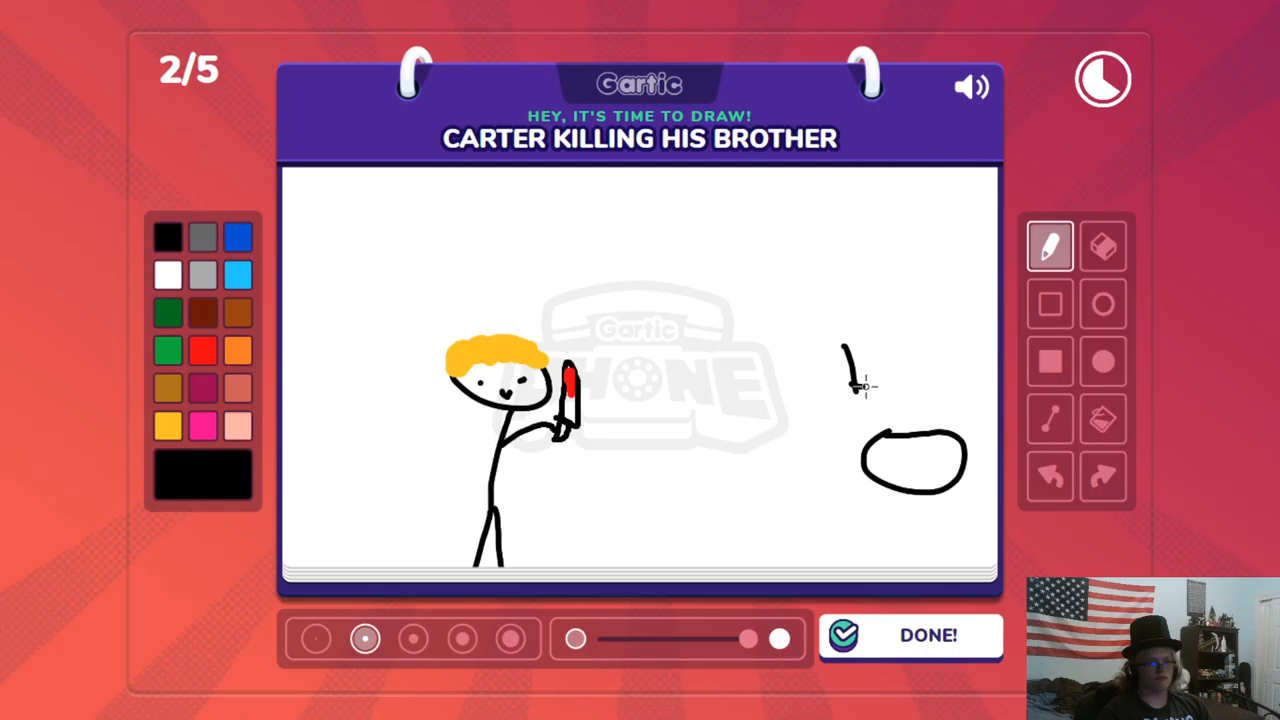 2/5
Gartic
HEY, IT'S TIME TO DRAW!
CARTER KILLING HIS BROTHER
Gartic
PHONE
DONE!